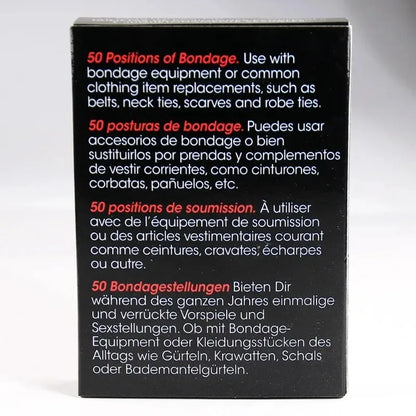 50 Positions of Bondage. Use with
bondage equipment or common
clothing item replacements, such as
belts, neck ties, scarves and robe ties.
50 posturas de bondage. Puedes usar
accesorios de bondage o bien
sustituirlos por prendas y complementos
de vestir corrientes, como cinturones,
corbatas, pañuelos, etc.
50 positions de soumission. À utiliser
avec de l'équipement de soumission
ou des articles vestimentaires courant
comme ceintures, cravates, écharpes
ou autre.
50 Bondagestellungen Bieten Dir
während des ganzen Jahres einmalige
und verrückte Vorspiele und
Sexstellungen. Ob mit Bondage-
Equipment oder Kleidungsstücken des
Alltags wie Gürteln, Krawatten, Schals
oder Bademantelgürteln.